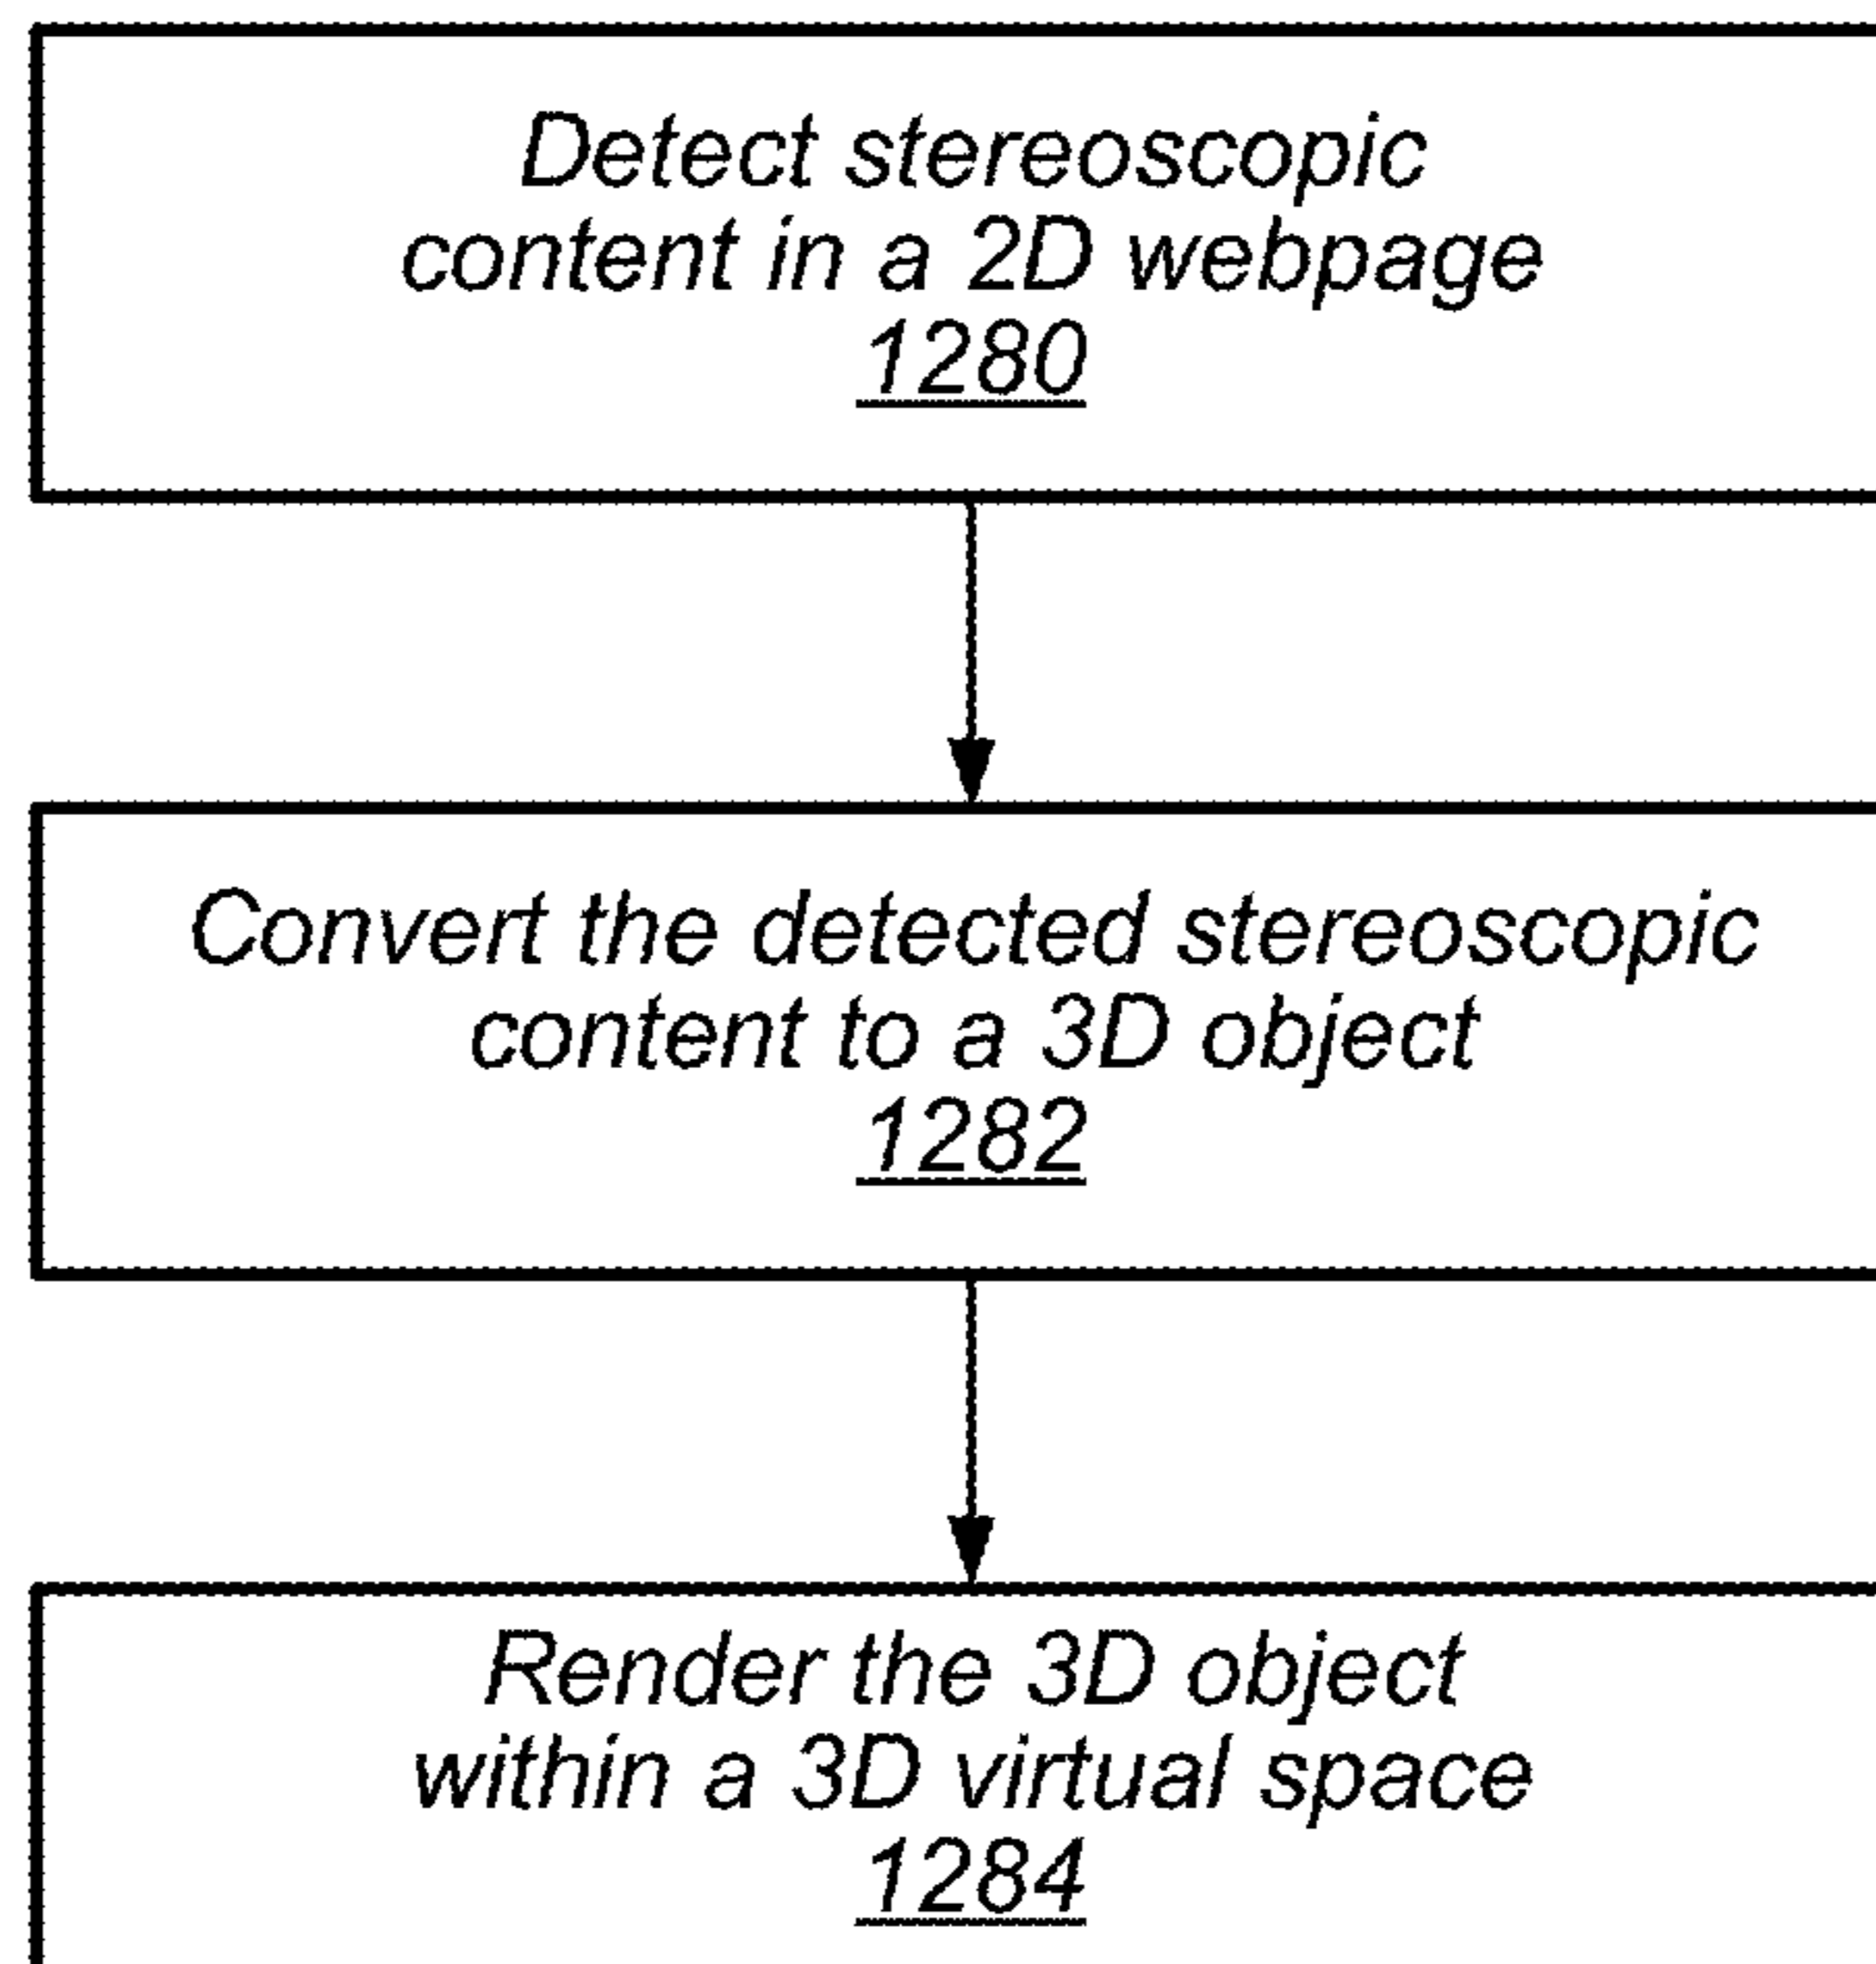 Detect stereoscopic
content in a 2D webpage
1280
Convert the detected stereoscopic
content to a 3D object
1282
Render the 3D object
within a 3D virtual space
1284